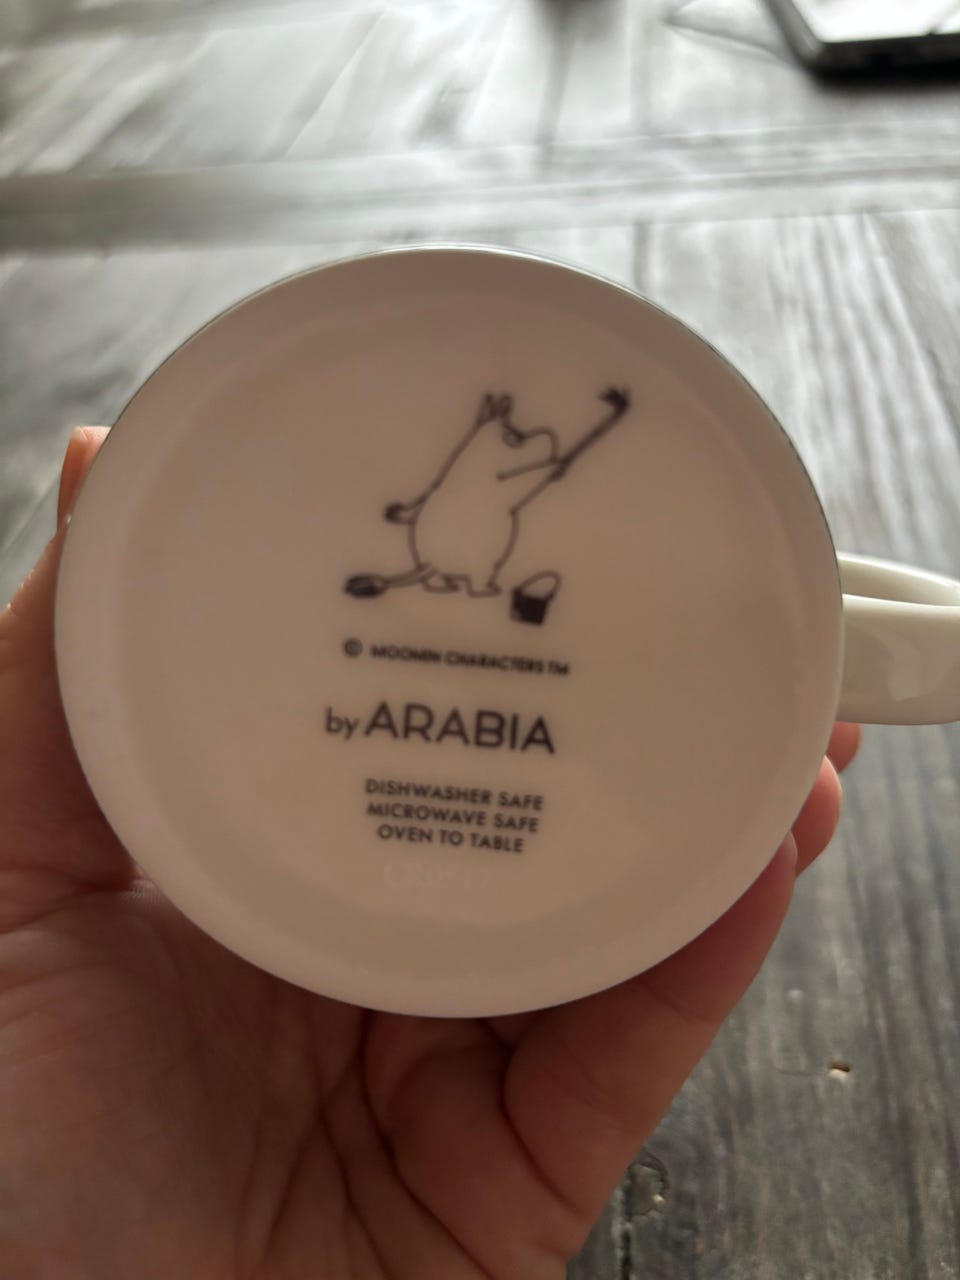 © MOOMIN CHARACTERS TM
by ARABIA
DISHWASHER SAFE
MICROWAVE SAFE
OVEN TO TABLE